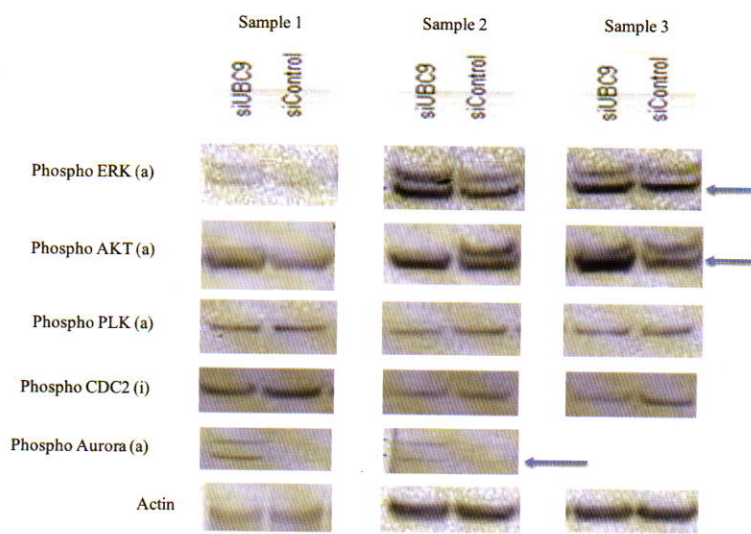 Sample 1
Sample 2
Sample 3
siUBC9
siControl
siUBC9
siControl
siUBC9
siControl
Phospho ERK (a)
Phospho AKT (a)
Phospho PLK (a)
Phospho CDC2 (i)
Phospho Aurora (a)
Actin